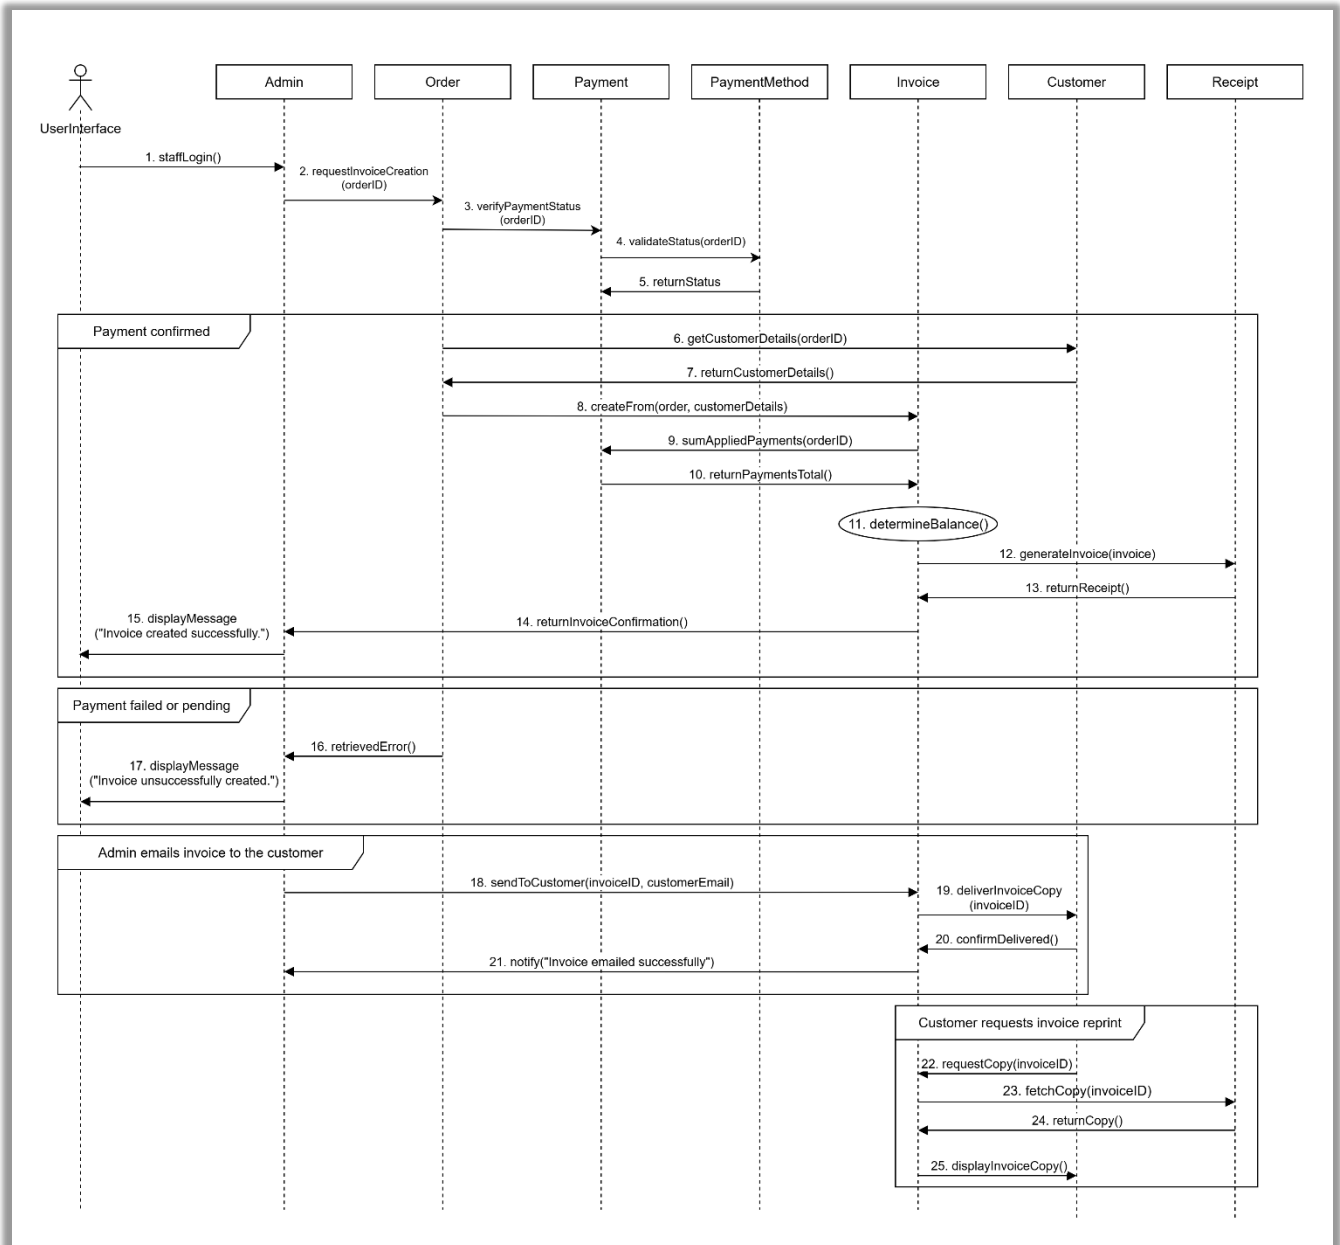 Admin
Order
Payment
PaymentMethod
Invoice
Customer
Receipt
UserInterface
1. staffLogin()
2. requestInvoiceCreation
(orderID)
3. verifyPaymentStatus
(orderID)
4. validateStatus(orderID)
5. returnStatus
Payment confirmed
6. getCustomerDetails(orderID)
7. returnCustomerDetails()
8. createFrom(order, customerDetails)
9. sumAppliedPayments(orderID)
10. returnPaymentsTotal()
11. determineBalance()
12. generateInvoice(invoice)
13. returnReceipt()
14. returnInvoiceConfirmation()
15. displayMessage
("Invoice created successfully.")
Payment failed or pending
16. retrievedError()
17. displayMessage
("Invoice unsuccessfully created.")
Admin emails invoice to the customer
18. sendToCustomer(invoiceID, customerEmail)
19. deliverInvoiceCopy
(invoiceID)
20. confirmDelivered()
21. notify("Invoice emailed successfully")
Customer requests invoice reprint
22. requestCopy(invoiceID)
23. fetchCopy(invoiceID)
24. returnCopy()
25. displayInvoiceCopy()